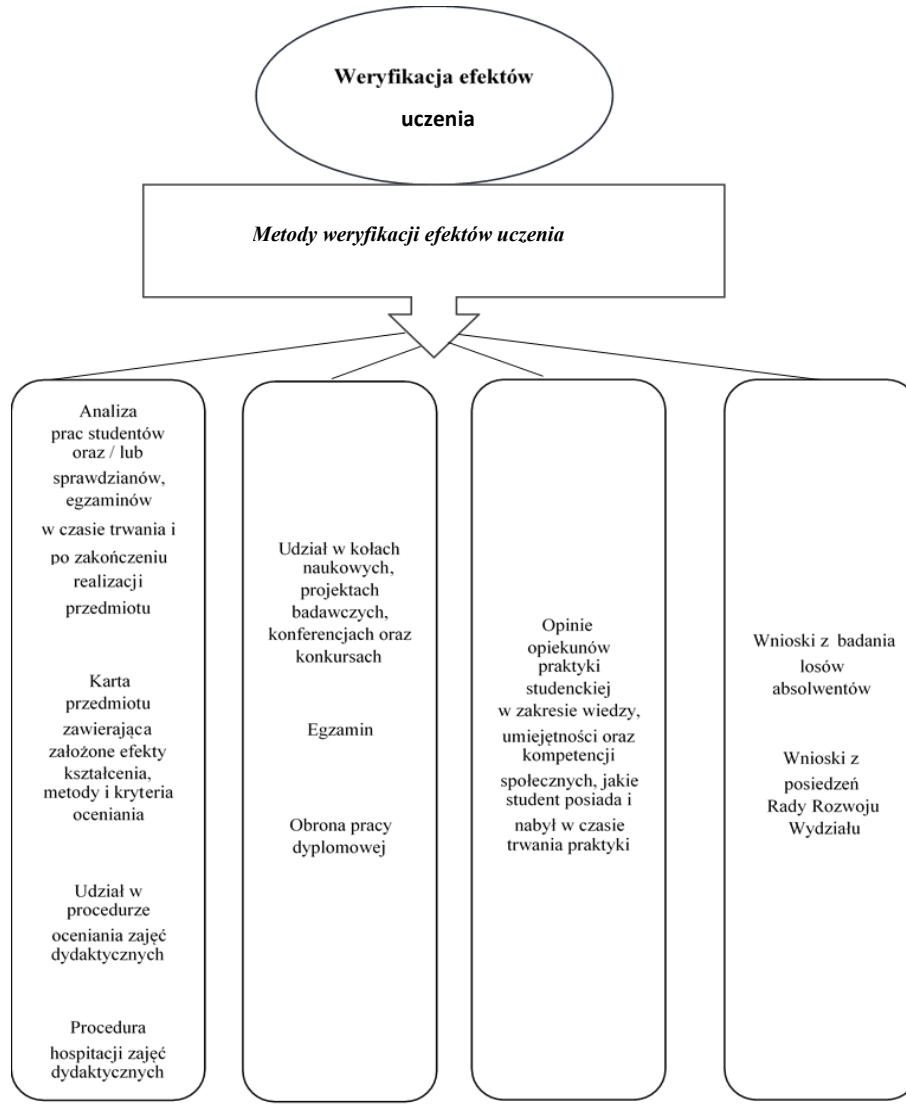 Weryfikacja efektów
uczenia
Metody weryfikacji efektów uczenia
Analiza
prac studentów
oraz / lub
sprawdzianów,
egzaminów
w czasie trwania i
po zakończeniu
realizacji
przedmiotu
Karta
przedmiotu
zawierająca
założone efekty
kształcenia,
metody i kryteria
oceniania
Udział w
procedurze
oceniania zajęć
dydaktycznych
Procedura
hospitacji zajęć
dydaktycznych
Udział w kołach
naukowych,
projektach
badawczych,
konferencjach oraz
konkursach
Egzamin
Obrona pracy
dyplomowej
Opinie
opiekunów
praktyki
studenckiej
w zakresie wiedzy,
umiejętności oraz
kompetencji
społecznych, jakie
student posiada i
nabył w czasie
trwania praktyki
Wnioski z badania
losów
absolwentów
Wnioski z
posiedzeń
Rady Rozwoju
Wydziału